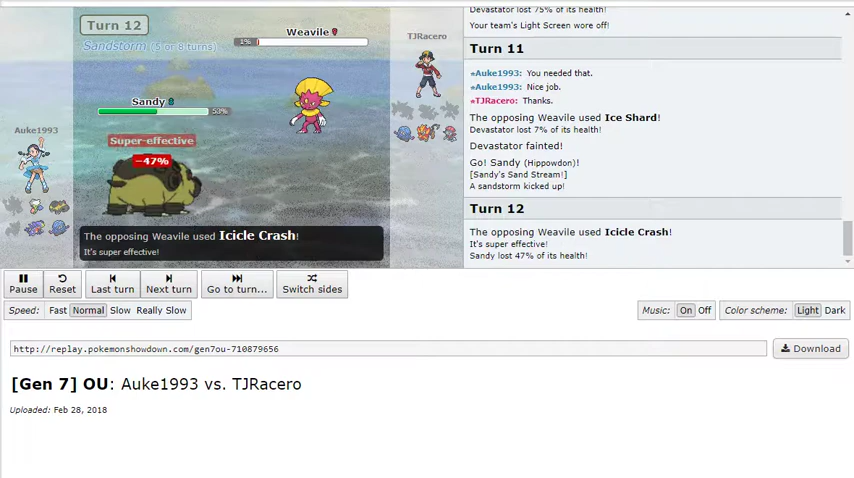 Turn 12
Sandstorm (5 or 8 turns)
Weavile
1%
Sandy
53%
Super-effective
−47%
Auke1993
TJRacero
The opposing Weavile used Icicle Crash!
It's super effective!
Devastator lost 75% of its health!
Your team's Light Screen wore off!
Turn 11
*Auke1993: You needed that.
*Auke1993: Nice job.
*TJRacero: Thanks.
The opposing Weavile used Ice Shard!
Devastator lost 7% of its health!
Devastator fainted!
Go! Sandy (Hippowdon)!
[Sandy's Sand Stream!]
A sandstorm kicked up!
Turn 12
The opposing Weavile used Icicle Crash!
It's super effective!
Sandy lost 47% of its health!
Pause Reset Last turn Next turn Go to turn... Switch sides
Speed: Fast Normal Slow Really Slow Music: On Off Color scheme: Light Dark
http://replay.pokemonshowdown.com/gen7ou-710879656 Download
[Gen 7] OU: Auke1993 vs. TJRacero
Uploaded: Feb 28, 2018